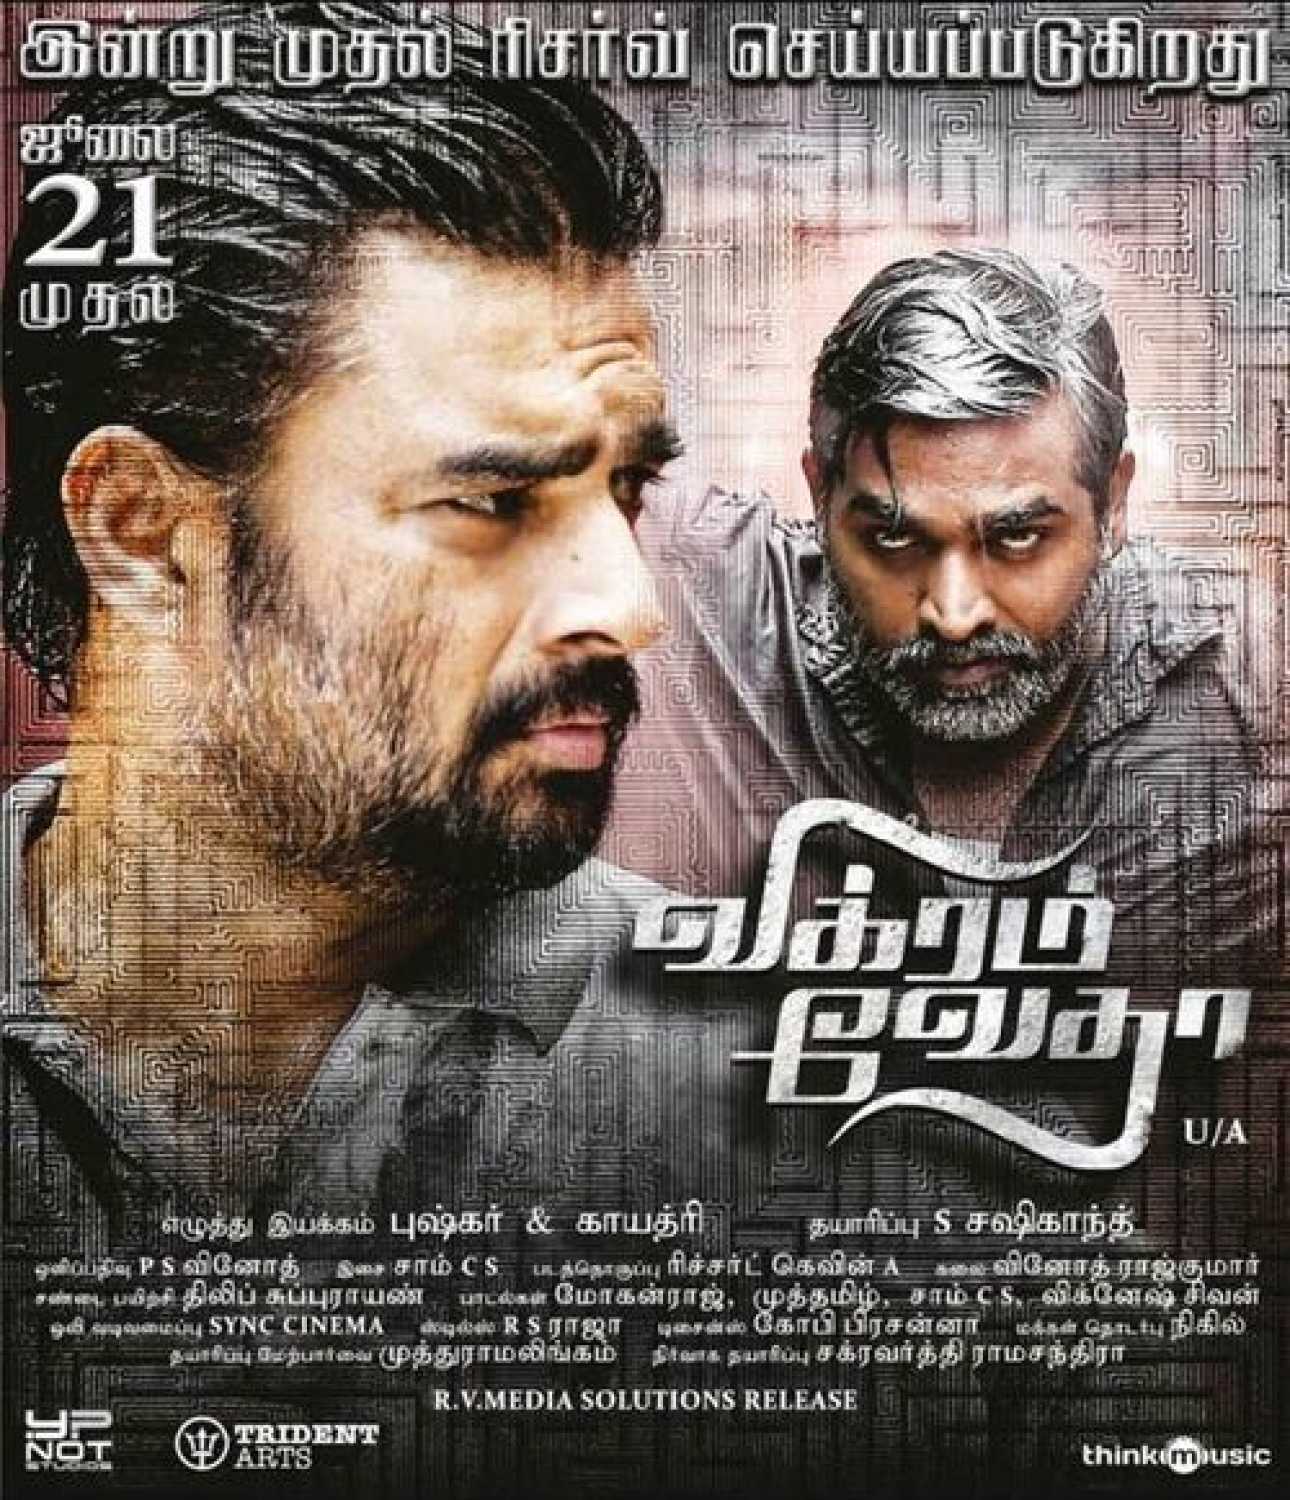 இன்று முதல் ரிசர்வ் செய்யப்படுகிறது
ஜூலை
21
முதல்
விக்ரம்
வேதா
U/A
எழுத்து இயக்கம் புஷ்கர் & காயத்ரி தயாரிப்பு S சஷிகாந்த்
ஒளிப்பதிவு P S வினோத் இசை சாம் C S படத்தொகுப்பு ரிச்சர்ட் கெவின் A கலை வினோத் ராஜ்குமார்
சண்டை பயிற்சி திலிப் சுப்புராயண் பாடல்கள் மோகன்ராஜ், முத்தமிழ், சாம் C S, விக்னேஷ் சிவன்
ஒலி வடிவமைப்பு SYNC CINEMA ஸ்டில்ஸ் R S ராஜா டிசைன்ஸ் கோபி பிரசன்னா மக்கள் தொடர்பு நிகில்
தயாரிப்பு மேற்பார்வை முத்துராமலிங்கம் நிர்வாக தயாரிப்பு சக்ரவர்த்தி ராமசந்திரா
R.V.MEDIA SOLUTIONS RELEASE
YNOT STUDIOS
TRIDENT ARTS
think music